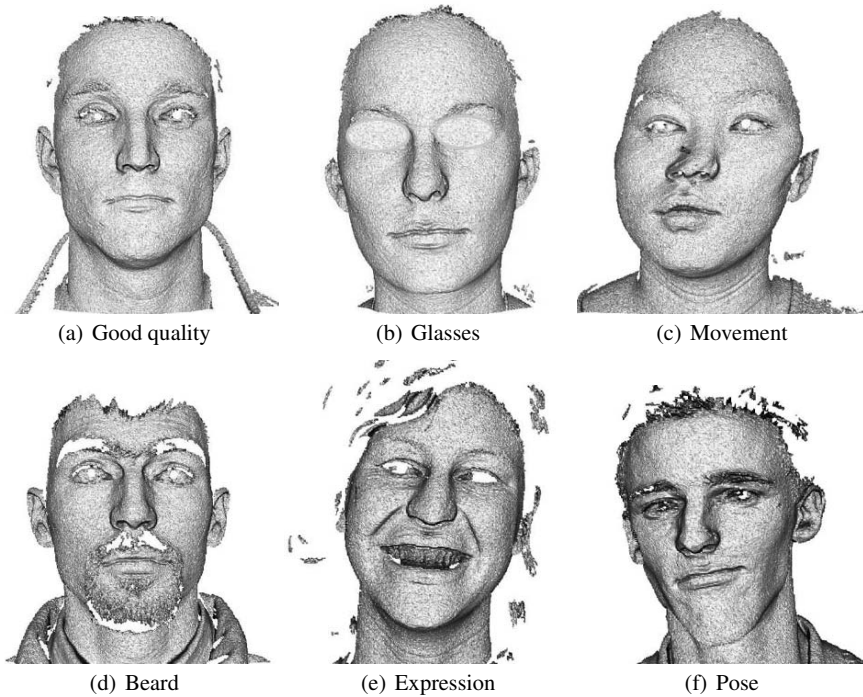 (a) Good quality
(b) Glasses
(c) Movement
(d) Beard
(e) Expression
(f) Pose